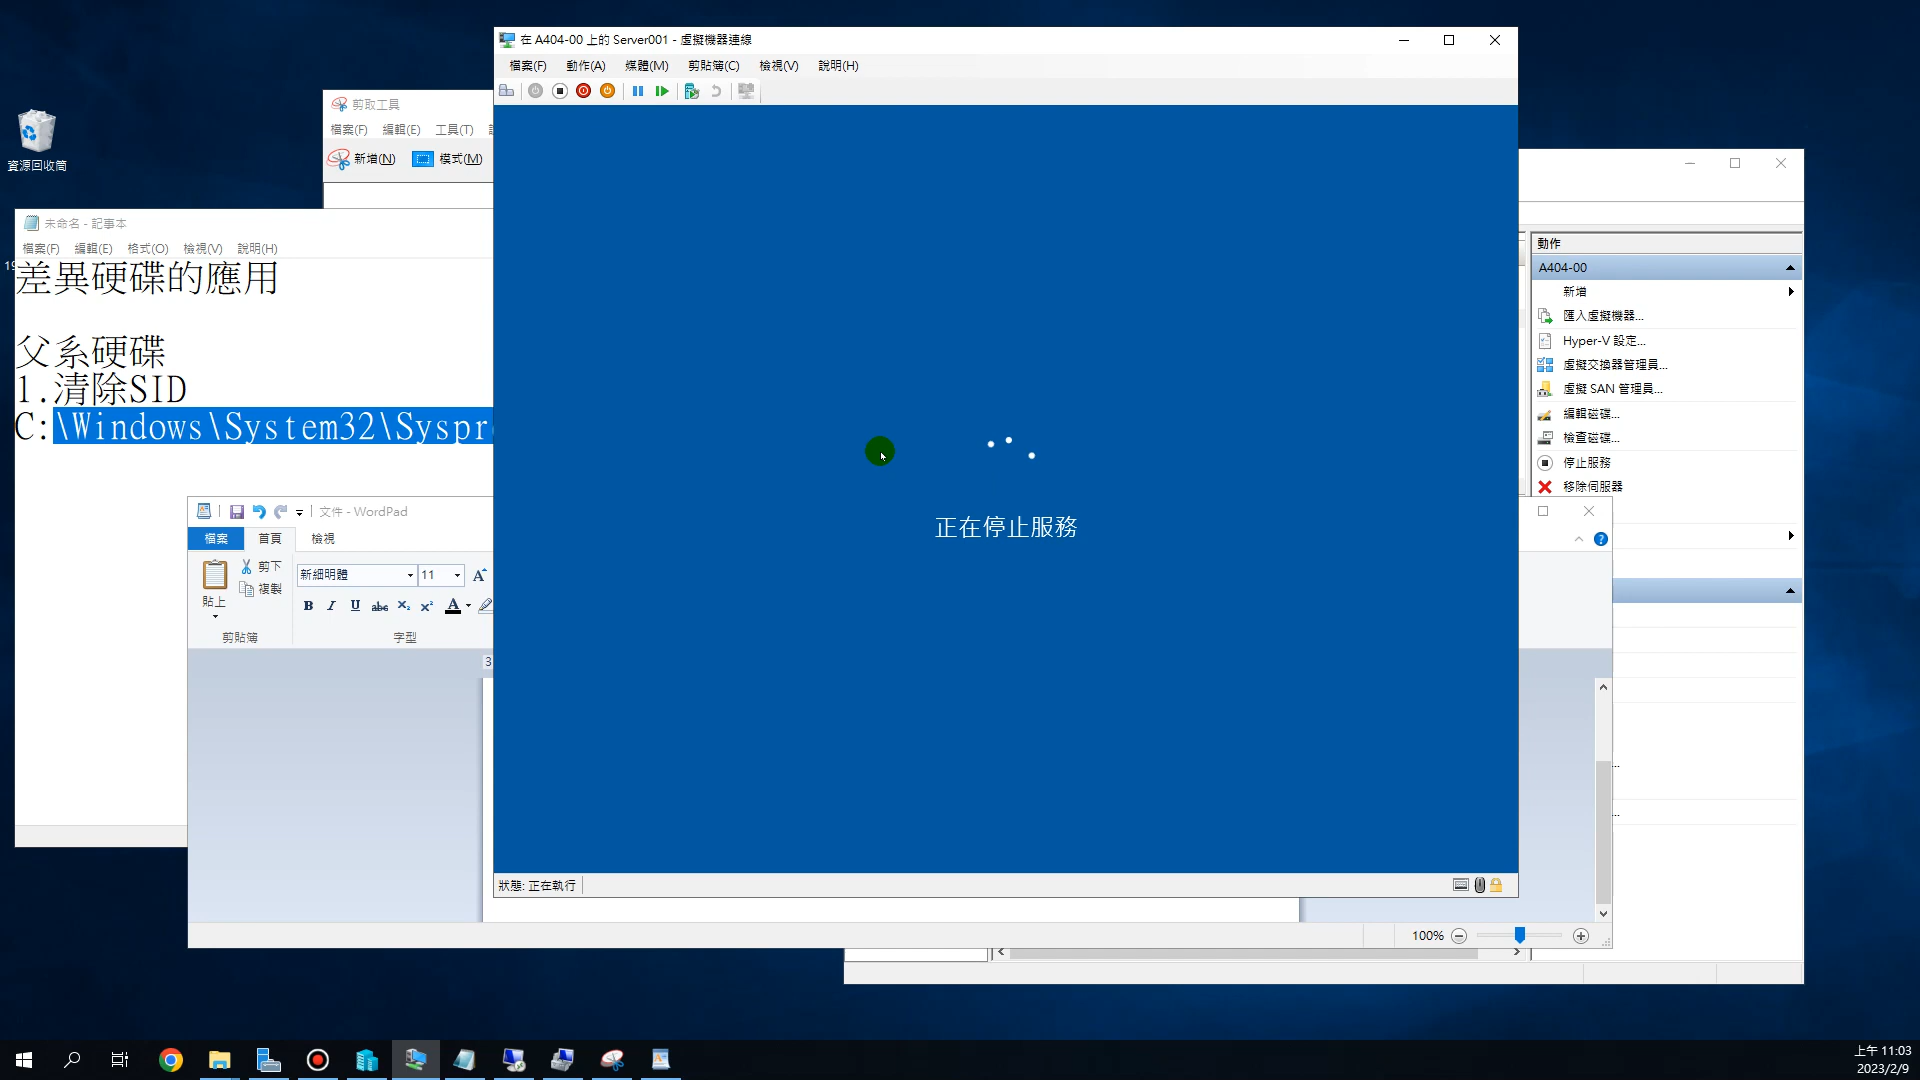 在 A404-00 上的 Server001 - 虛擬機器連線
檔案(F) 動作(A) 媒體(M) 剪貼簿(C) 檢視(V) 說明(H)
正在停止服務
狀態: 正在執行
資源回收筒
剪取工具
檔案(F) 編輯(E) 工具(T)
新增(N) 模式(M)
未命名 - 記事本
檔案(F) 編輯(E) 格式(O) 檢視(V) 說明(H)
差異硬碟的應用
父系硬碟
1.清除SID
C:\Windows\System32\Syspr
文件 - WordPad
檔案 首頁 檢視
貼上
剪下
複製
剪貼簿
新細明體 11
B I U abc X₂ X² A
字型
3
100%
動作
A404-00
新增
匯入虛擬機器...
Hyper-V 設定...
虛擬交換器管理員...
虛擬 SAN 管理員...
編輯磁碟...
檢查磁碟...
停止服務
移除伺服器
...
...
上午 11:03
2023/2/9